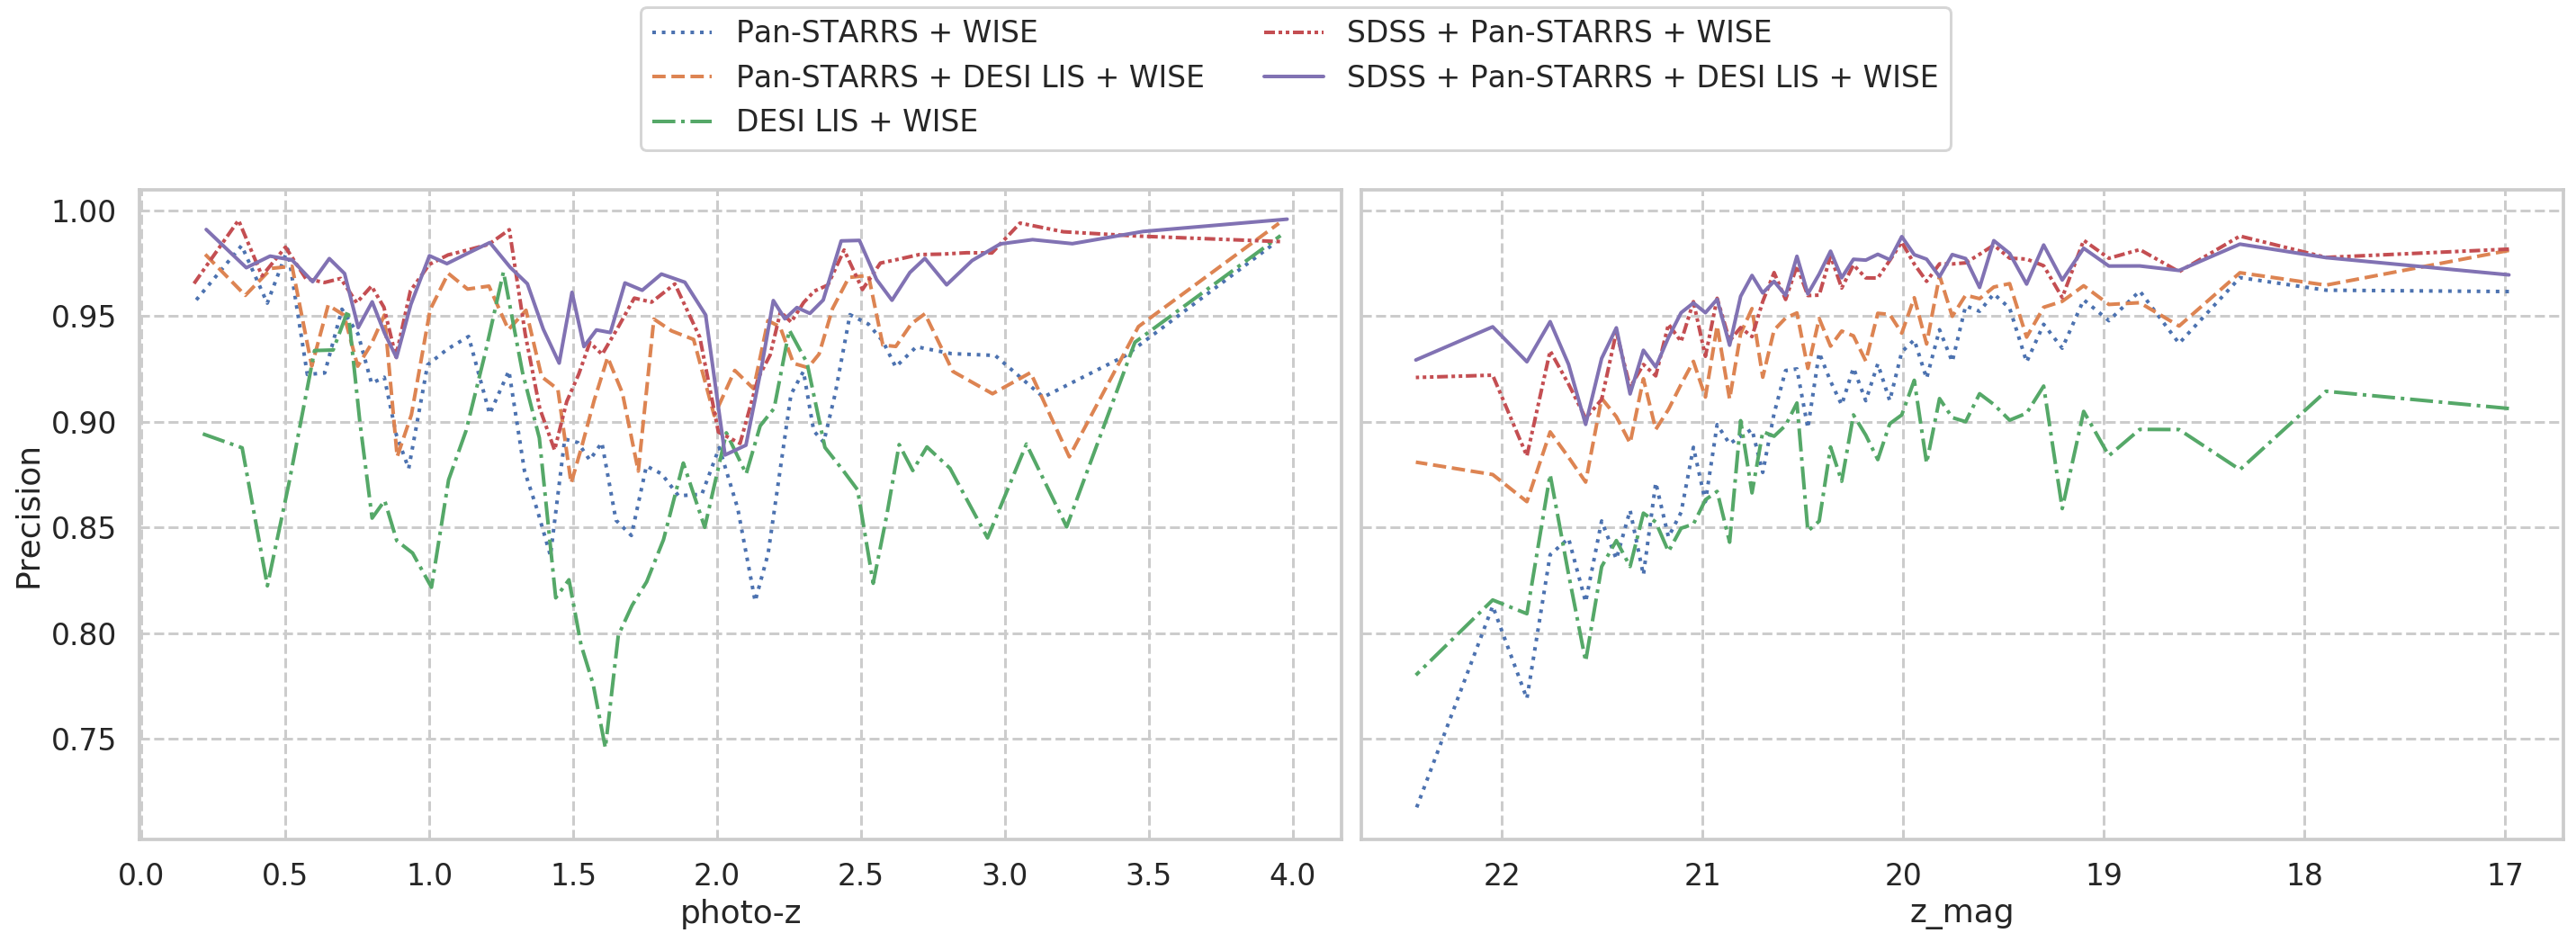 Pan-STARRS + WISE
Pan-STARRS + DESI LIS + WISE
DESI LIS + WISE
SDSS + Pan-STARRS + WISE
SDSS + Pan-STARRS + DESI LIS + WISE
Precision
1.00
0.95
0.90
0.85
0.80
0.75
0.0 0.5 1.0 1.5 2.0 2.5 3.0 3.5 4.0
photo-z
22 21 20 19 18 17
z_mag